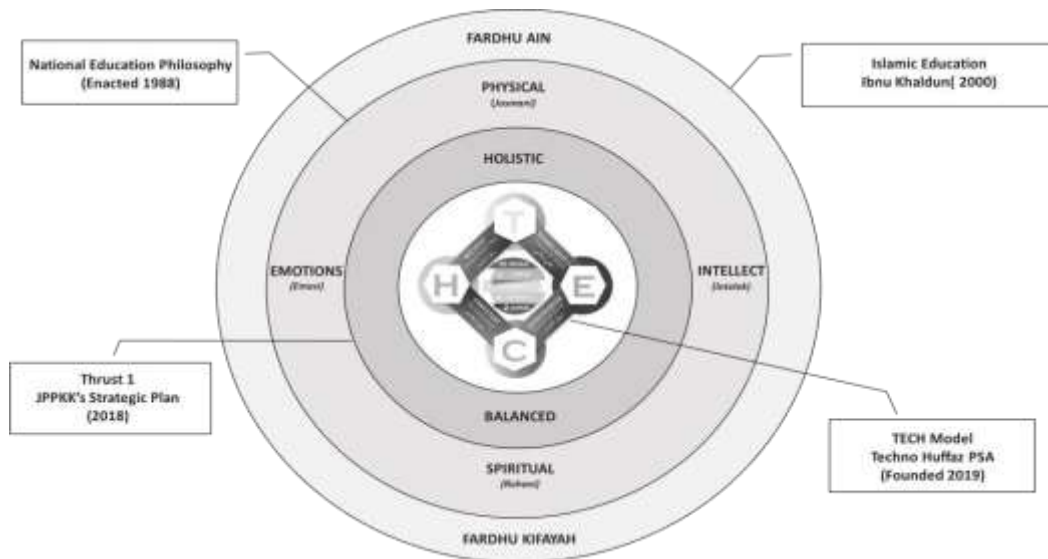 FARDHU AIN
National Education Philosophy
(Enacted 1988)
Islamic Education
Ibnu Khaldun( 2000)
PHYSICAL
(Jasmani)
HOLISTIC
T
EMOTIONS
(Emosi)
H
E
INTELLECT
(Intelek)
C
Thrust 1
JPPKK's Strategic Plan
(2018)
BALANCED
TECH Model
Techno Huffaz PSA
(Founded 2019)
SPIRITUAL
(Rohani)
FARDHU KIFAYAH